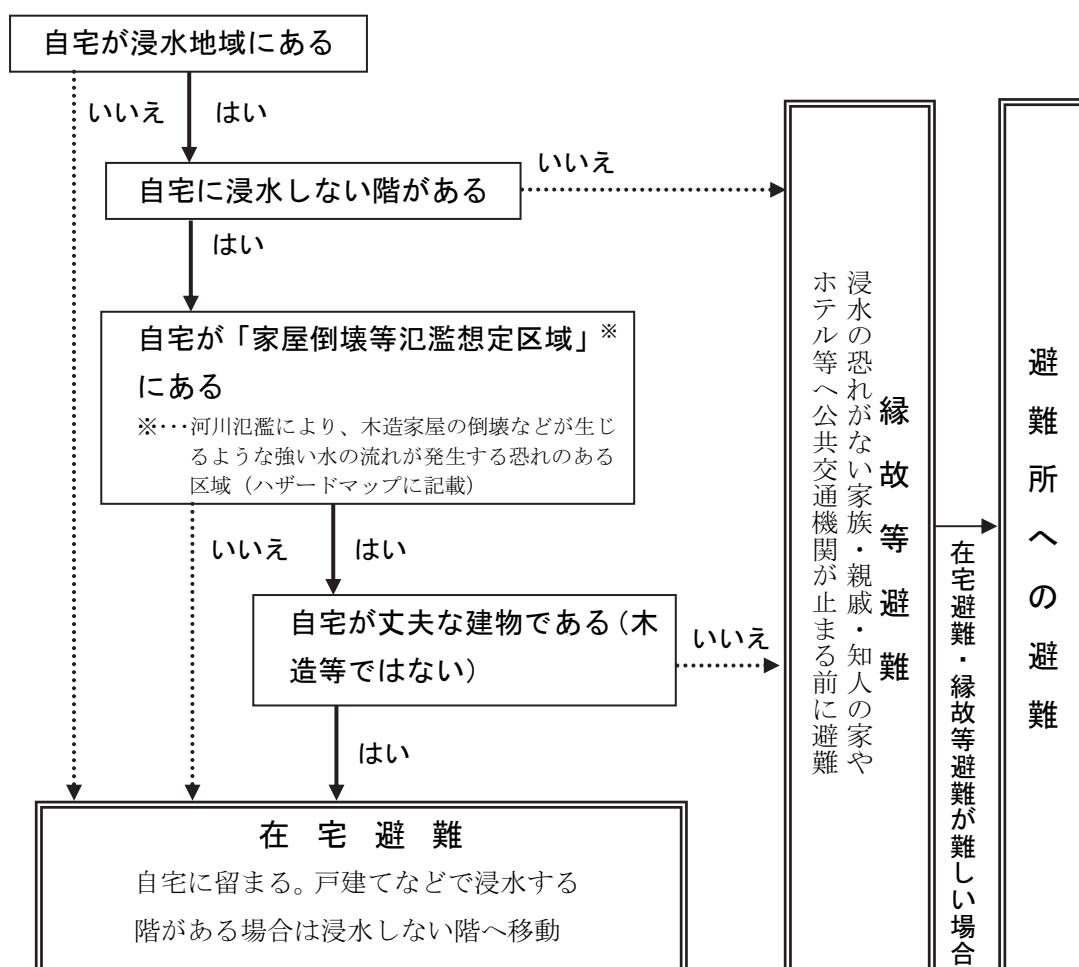 自宅が浸水地域にある
いいえ
はい
自宅に浸水しない階がある
いいえ
はい
自宅が「家屋倒壊等氾濫想定区域」※
にある
※･･･河川氾濫により、木造家屋の倒壊などが生じ
るような強い水の流れが発生する恐れのある
区域（ハザードマップに記載）
いいえ
はい
自宅が丈夫な建物である（木
造等ではない）
いいえ
はい
在宅避難
自宅に留まる。戸建てなどで浸水する
階がある場合は浸水しない階へ移動
縁故等避難
浸水の恐れがない家族・親戚・知人の家や
ホテル等へ公共交通機関が止まる前に避難
在宅避難・縁故等避難が難しい場合
避難所への避難